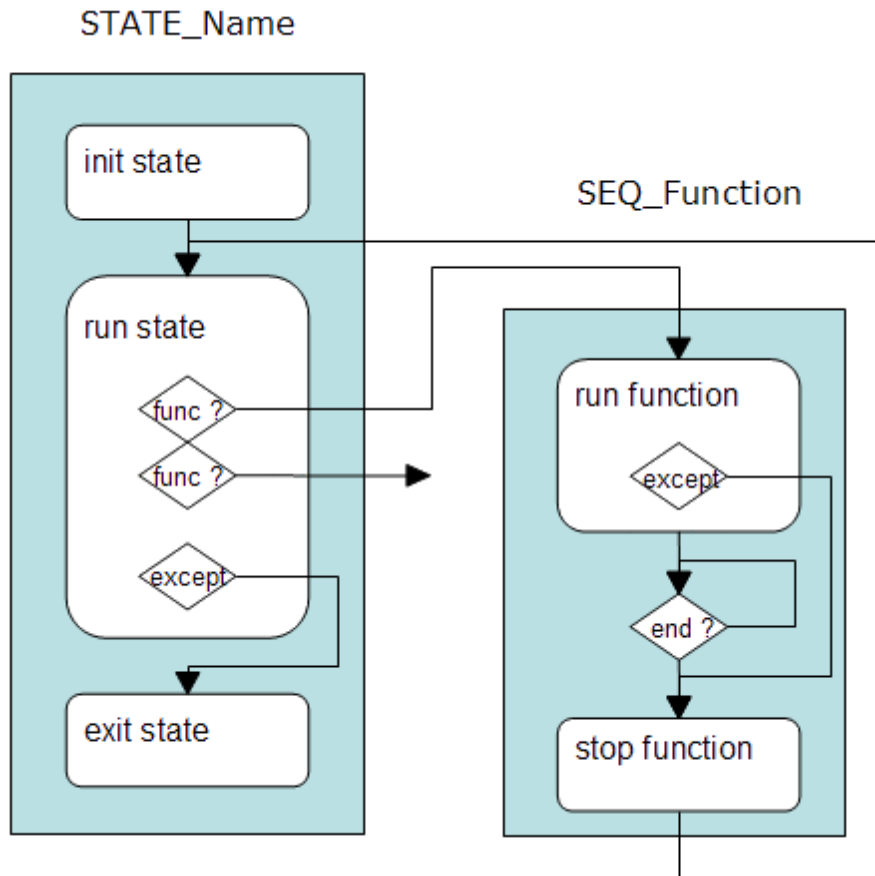 STATE_Name
init state
run state
func ?
func ?
except
exit state
SEQ_Function
run function
except
end ?
stop function